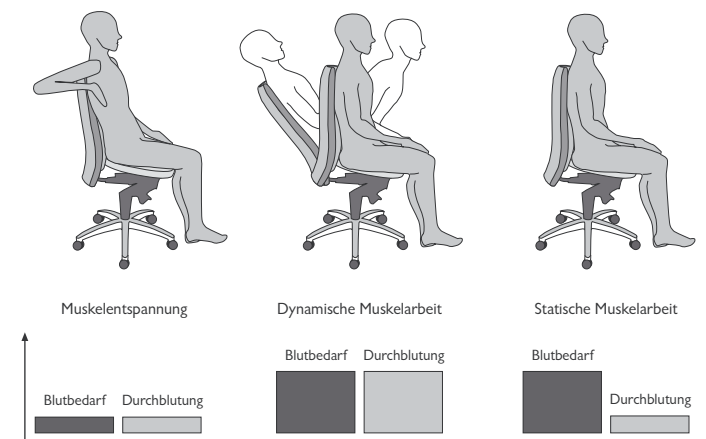 Muskelentspannung
Dynamische Muskelarbeit
Statische Muskelarbeit
Blutbedarf Durchblutung
Blutbedarf
Blutbedarf Durchblutung
Durchblutung